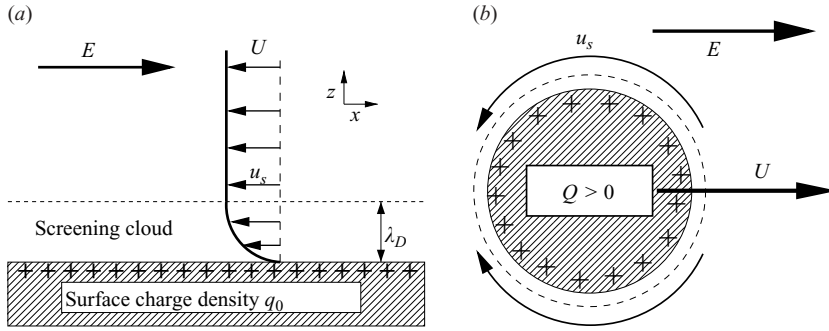 (a)
E
U
z
x
u_s
Screening cloud
λ_D
+ + + + + + + + + + + + + + + + + +
Surface charge density q_0
(b)
u_s
E
U
Q > 0